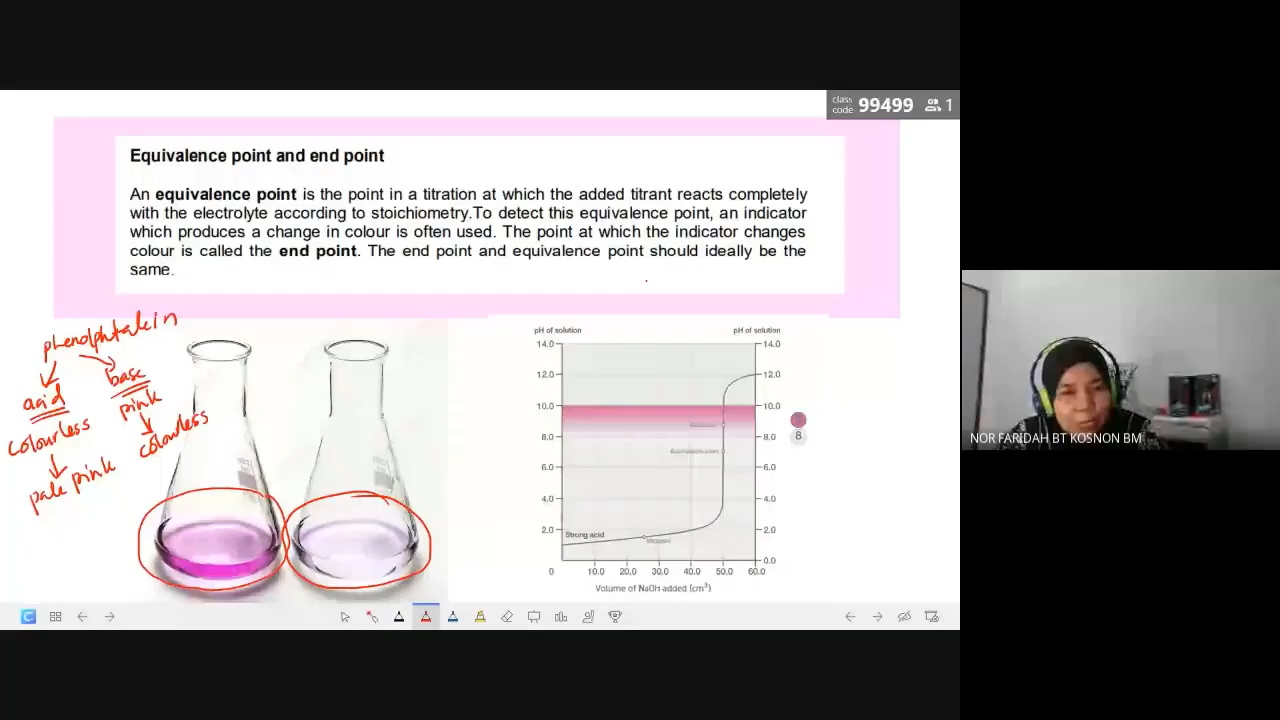 class
code 99499 1
Equivalence point and end point
An equivalence point is the point in a titration at which the added titrant reacts completely
with the electrolyte according to stoichiometry.To detect this equivalence point, an indicator
which produces a change in colour is often used. The point at which the indicator changes
colour is called the end point. The end point and equivalence point should ideally be the
same.
phenolphtalein
acid
colourless
pale pink
base
pink
colourless
pH of solution
pH of solution
14.0
14.0
12.0
12.0
10.0
10.0
8.0
8.0
6.0
6.0
4.0
4.0
2.0
2.0
0.0
Equivalence point
Strong acid
Midpoint
0 10.0 20.0 30.0 40.0 50.0 60.0
Volume of NaOH added (cm³)
8
NOR FARIDAH BT KOSNON BM